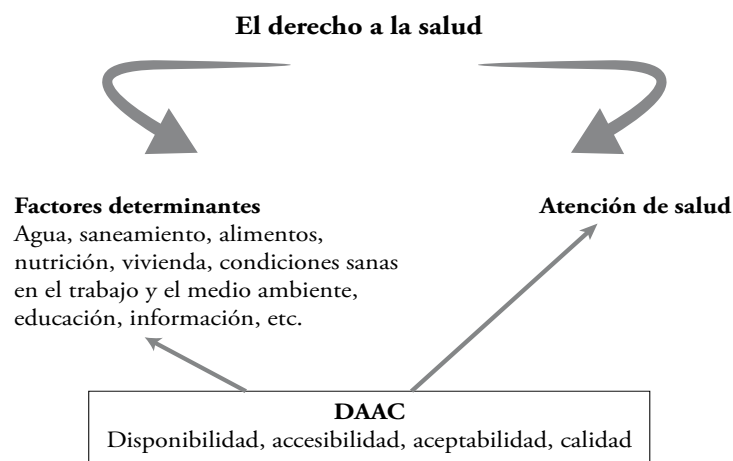 El derecho a la salud
Factores determinantes
Agua, saneamiento, alimentos,
nutrición, vivienda, condiciones sanas
en el trabajo y el medio ambiente,
educación, información, etc.
Atención de salud
DAAC
Disponibilidad, accesibilidad, aceptabilidad, calidad